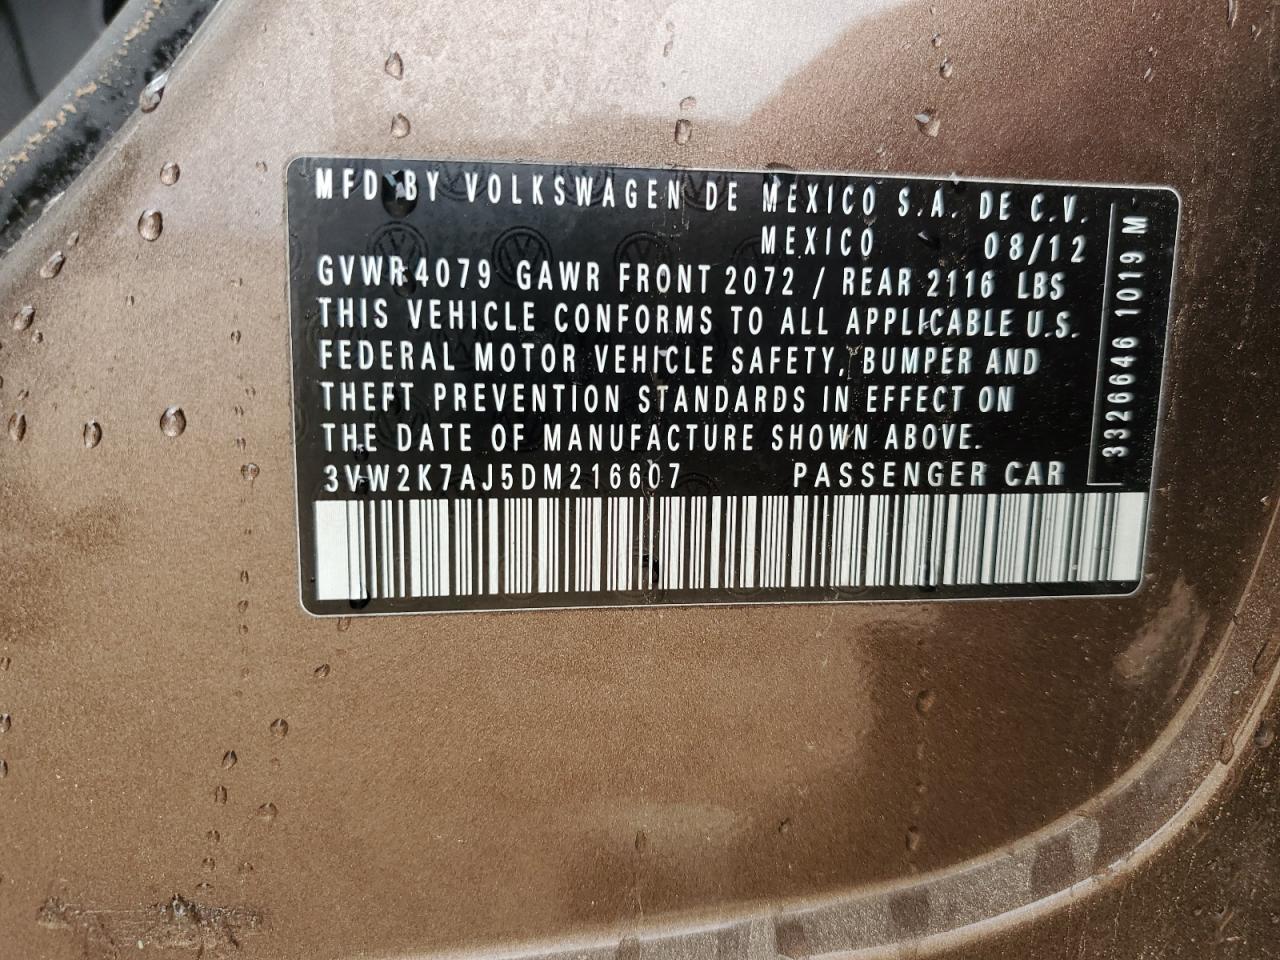 MFD BY VOLKSWAGEN DE MEXICO S.A. DE C.V.
MEXICO 08/12
GVWR 4079 GAWR FRONT 2072 / REAR 2116 LBS
THIS VEHICLE CONFORMS TO ALL APPLICABLE U.S.
FEDERAL MOTOR VEHICLE SAFETY, BUMPER AND
THEFT PREVENTION STANDARDS IN EFFECT ON
THE DATE OF MANUFACTURE SHOWN ABOVE.
3VW2K7AJ5DM216607 PASSENGER CAR
3326646 1019 M